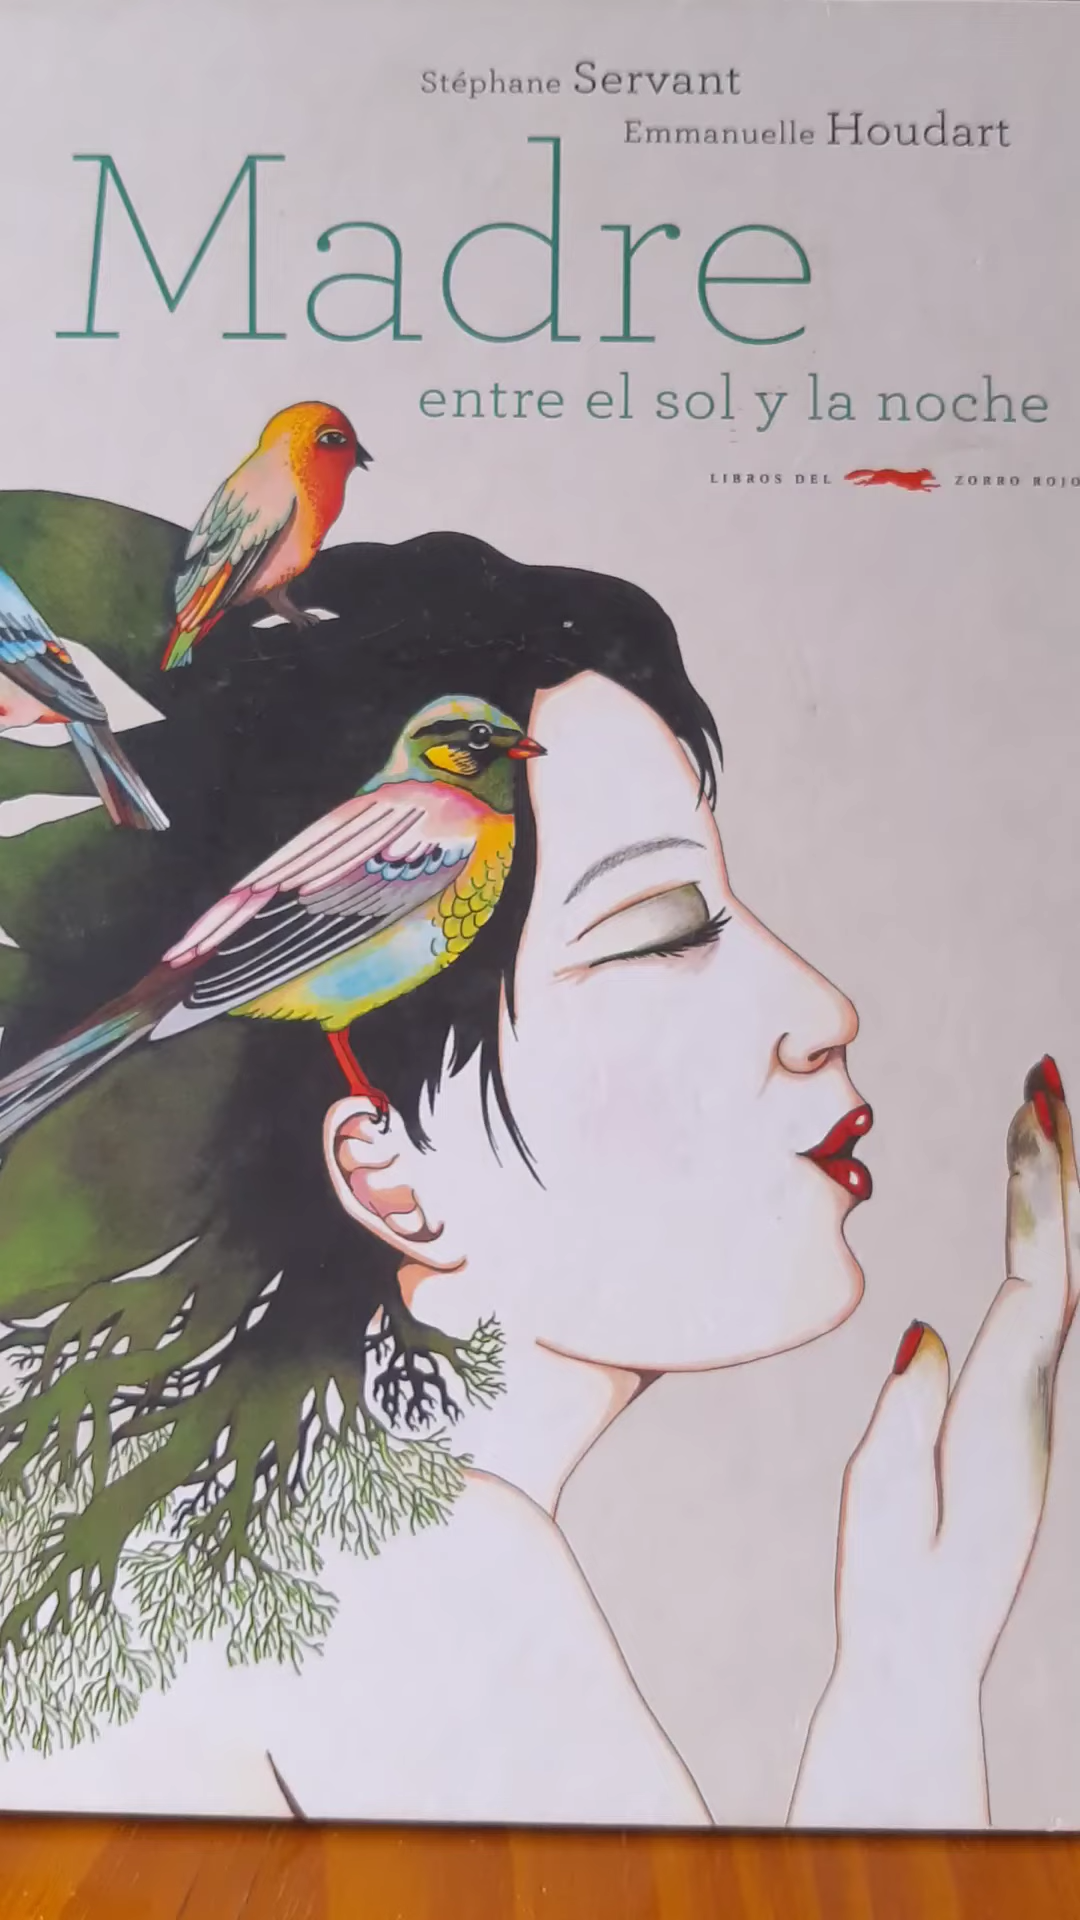 Stéphane Servant
Emmanuelle Houdart
Madre
entre el sol y la noche
LIBROS DEL ZORRO ROJO